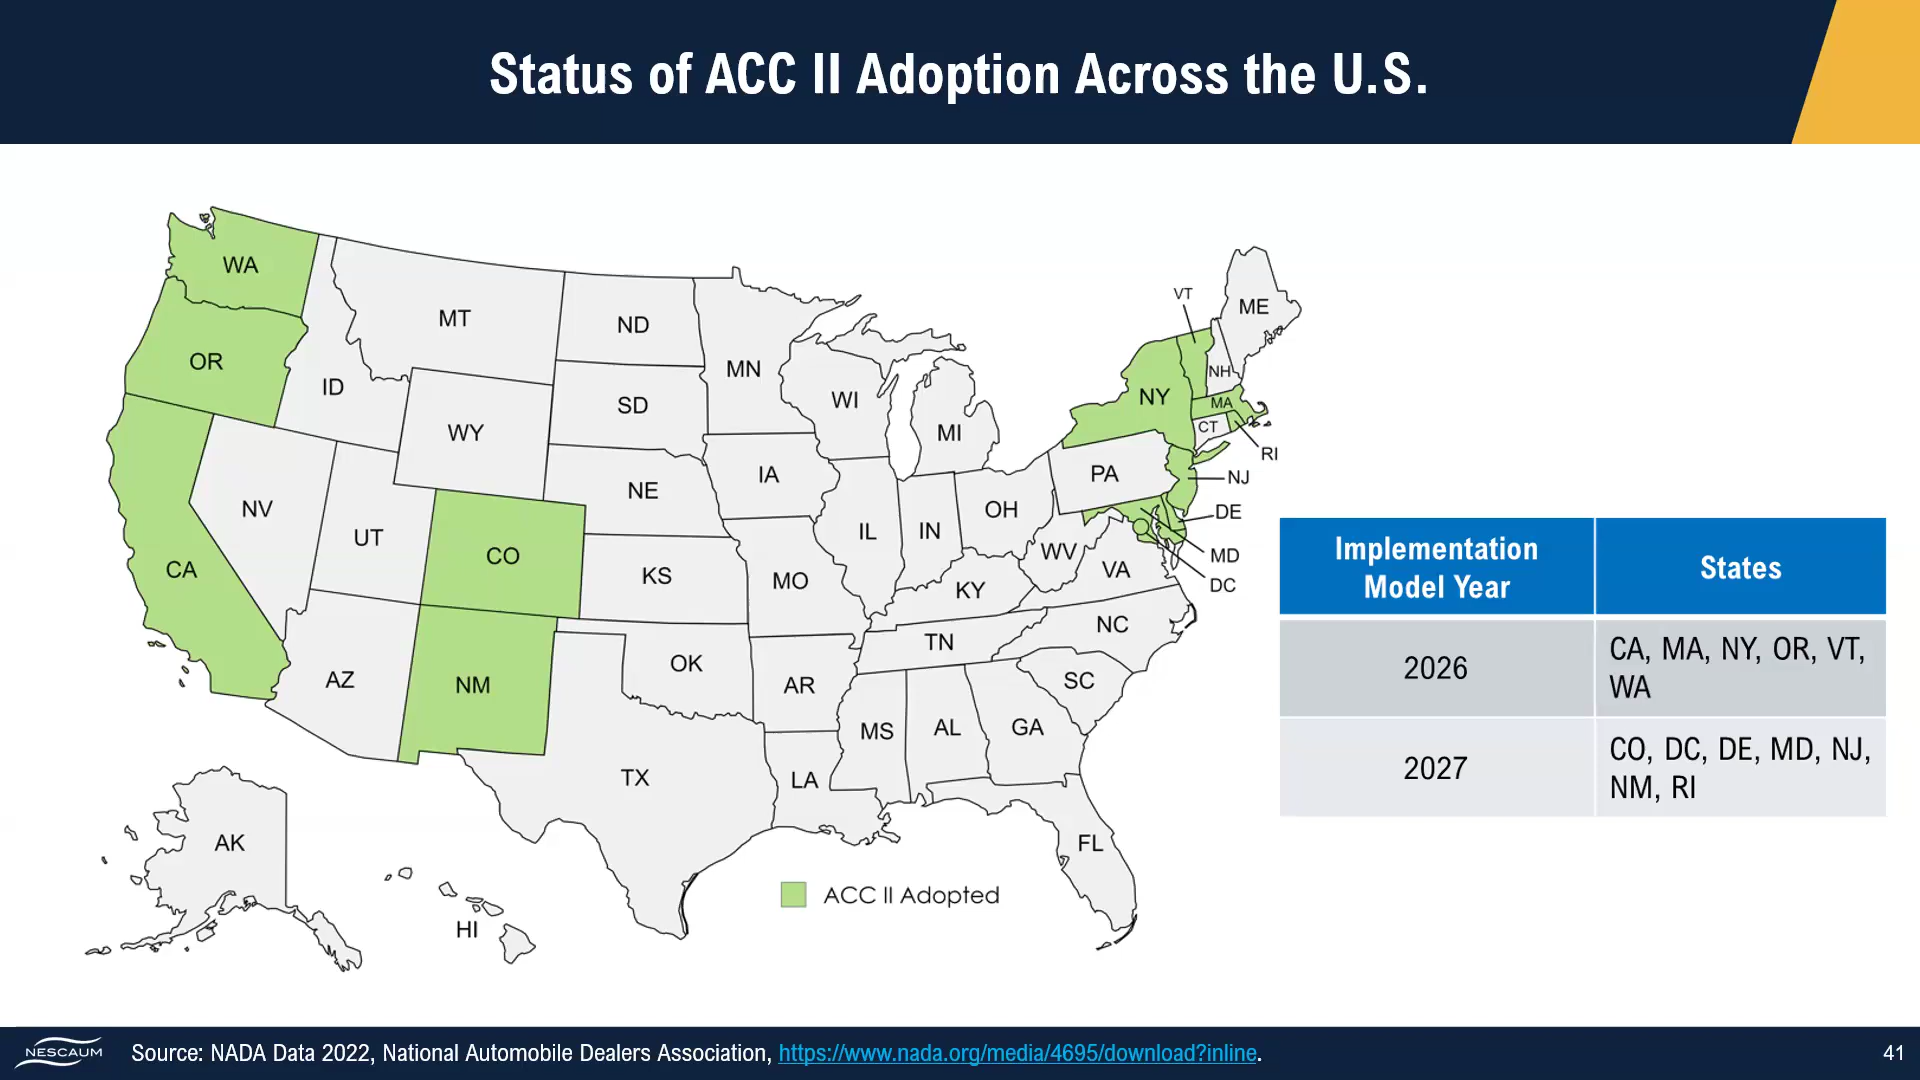 Status of ACC II Adoption Across the U.S.
WA
OR
CA
ID
NV
MT
WY
UT
AZ
CO
NM
ND
SD
NE
KS
OK
TX
MN
IA
MO
AR
LA
WI
IL
MI
IN
OH
KY
TN
MS
AL
GA
FL
SC
NC
VA
WV
PA
NY
VT
NH
ME
MA
CT
RI
NJ
DE
MD
DC
AK
HI
ACC II Adopted
Implementation
Model Year
States
2026
CA, MA, NY, OR, VT,
WA
2027
CO, DC, DE, MD, NJ,
NM, RI
NESCAUM
Source: NADA Data 2022, National Automobile Dealers Association, https://www.nada.org/media/4695/download?inline.
41